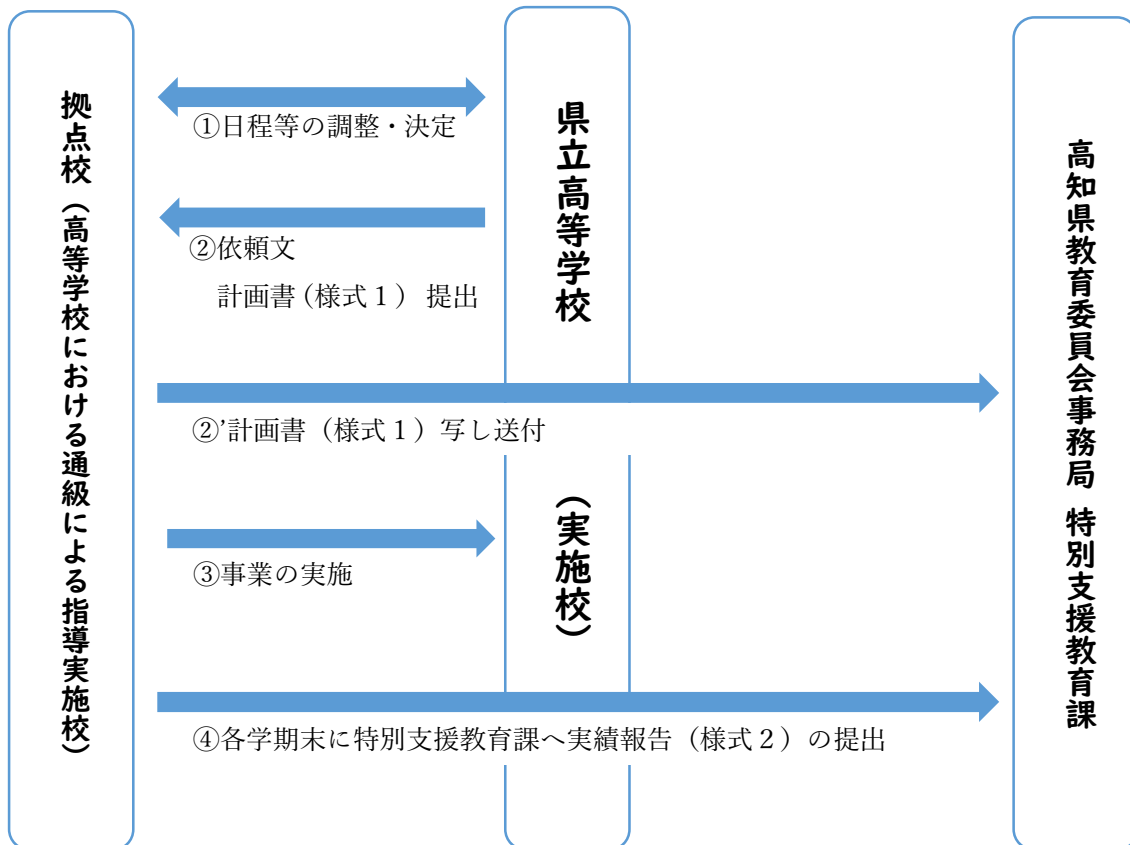 拠点校（高等学校における通級による指導実施校）
県立高等学校
（実施校）
高知県教育委員会事務局 特別支援教育課
①日程等の調整・決定
②依頼文
計画書（様式１） 提出
②’計画書（様式１）写し送付
③事業の実施
④各学期末に特別支援教育課へ実績報告（様式２）の提出